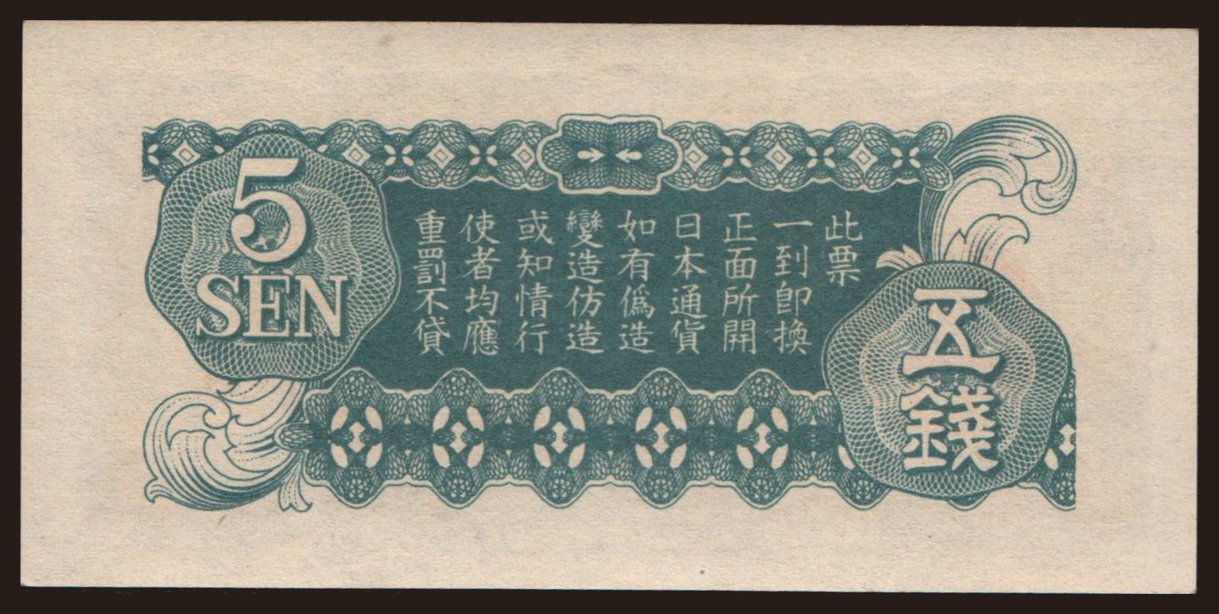 5
SEN
此票
一到即換
正面所開
日本通貨
如有僞造
變造仿造
或知情行
使者均應
重罰不貸
五
錢